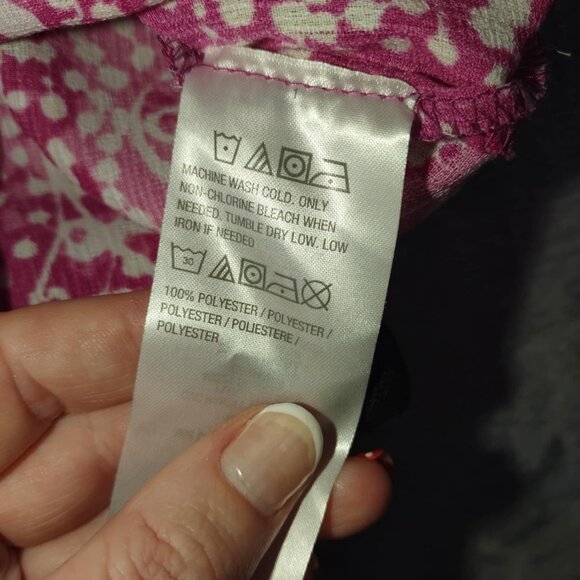 MACHINE WASH COLD. ONLY
NON-CHLORINE BLEACH WHEN
NEEDED. TUMBLE DRY LOW. LOW
IRON IF NEEDED
30
100% POLYESTER / POLYESTER /
POLYESTER / POLIESTERE /
POLYESTER